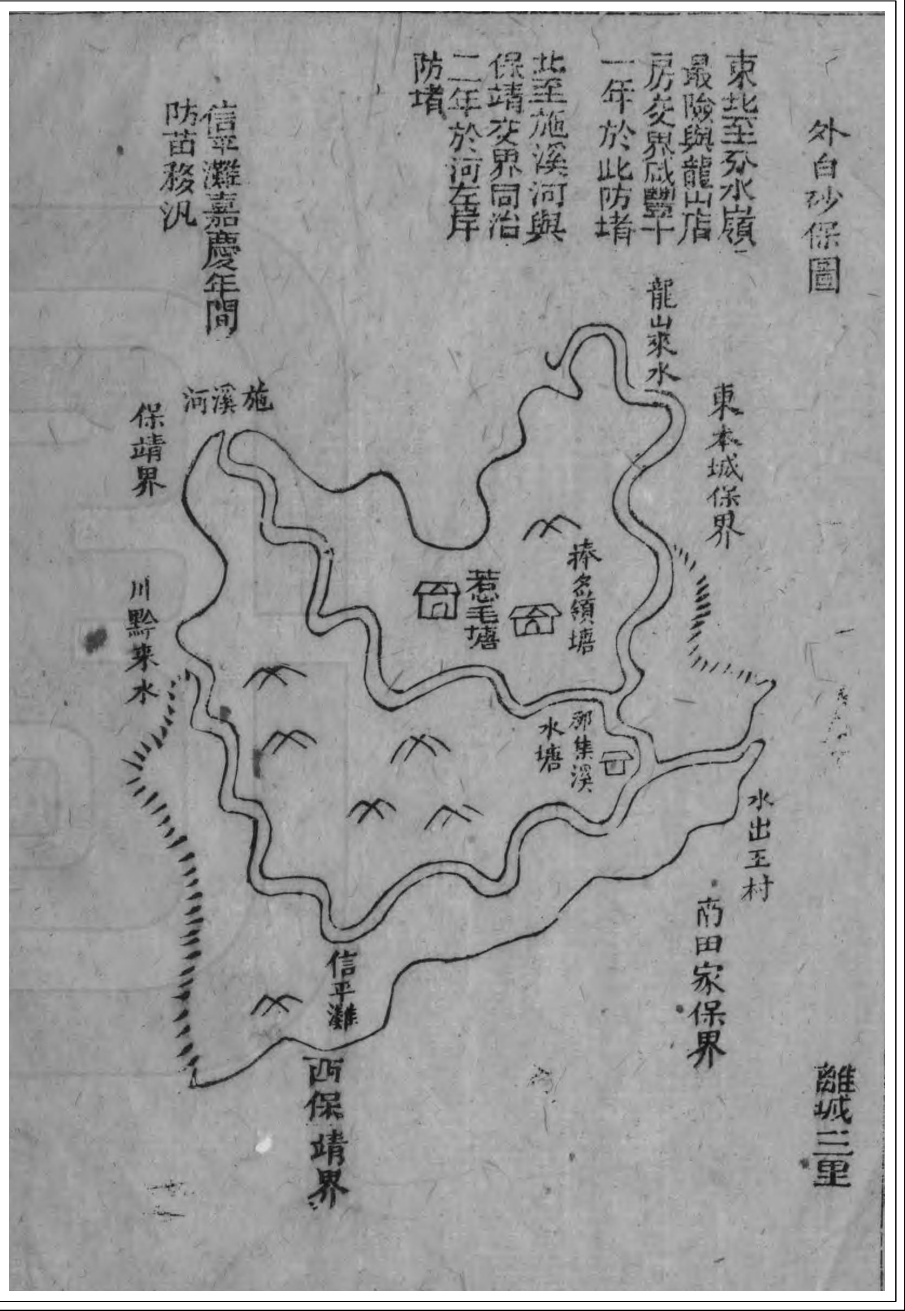 外白砂保圖
離城三里
東北至分水嶺
最險與龍山店
房交界咸豐十
一年於此防堵
北至施溪河與
保靖交界同治
二年於河左岸
防堵
信平灘嘉慶年間
防苗移汛
龍山來水
東本城保界
施溪河
保靖界
川黔來水
捧名嶺塘
惹毛塘
那集溪
水塘
水出王村
南田家保界
信平灘
西保靖界